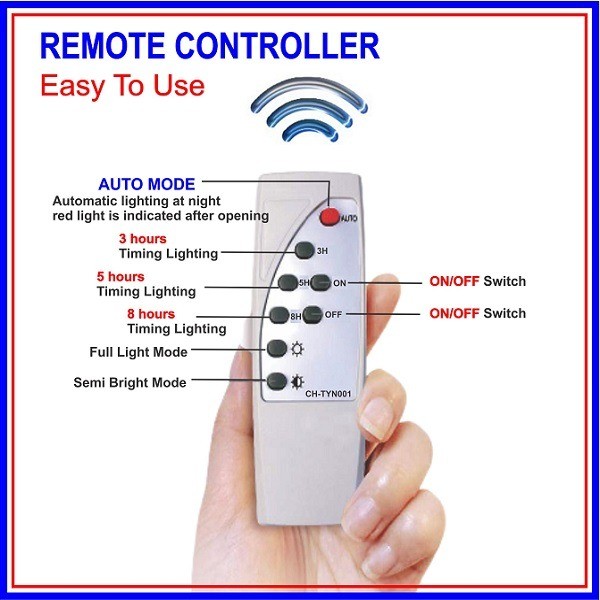 REMOTE CONTROLLER
Easy To Use
AUTO MODE
Automatic lighting at night
red light is indicated after opening
AUTO
3 hours
Timing Lighting
3H
5 hours
Timing Lighting
5H
ON
ON/OFF Switch
8 hours
Timing Lighting
8H
OFF
ON/OFF Switch
Full Light Mode
Semi Bright Mode
CH-TYN001